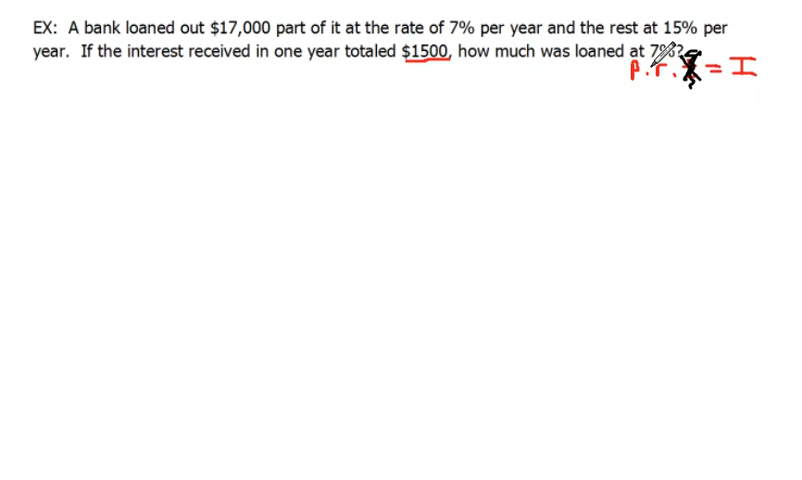 EX: A bank loaned out $17,000 part of it at the rate of 7% per year and the rest at 15% per
year. If the interest received in one year totaled $1500, how much was loaned at 7%?
P.r. = I